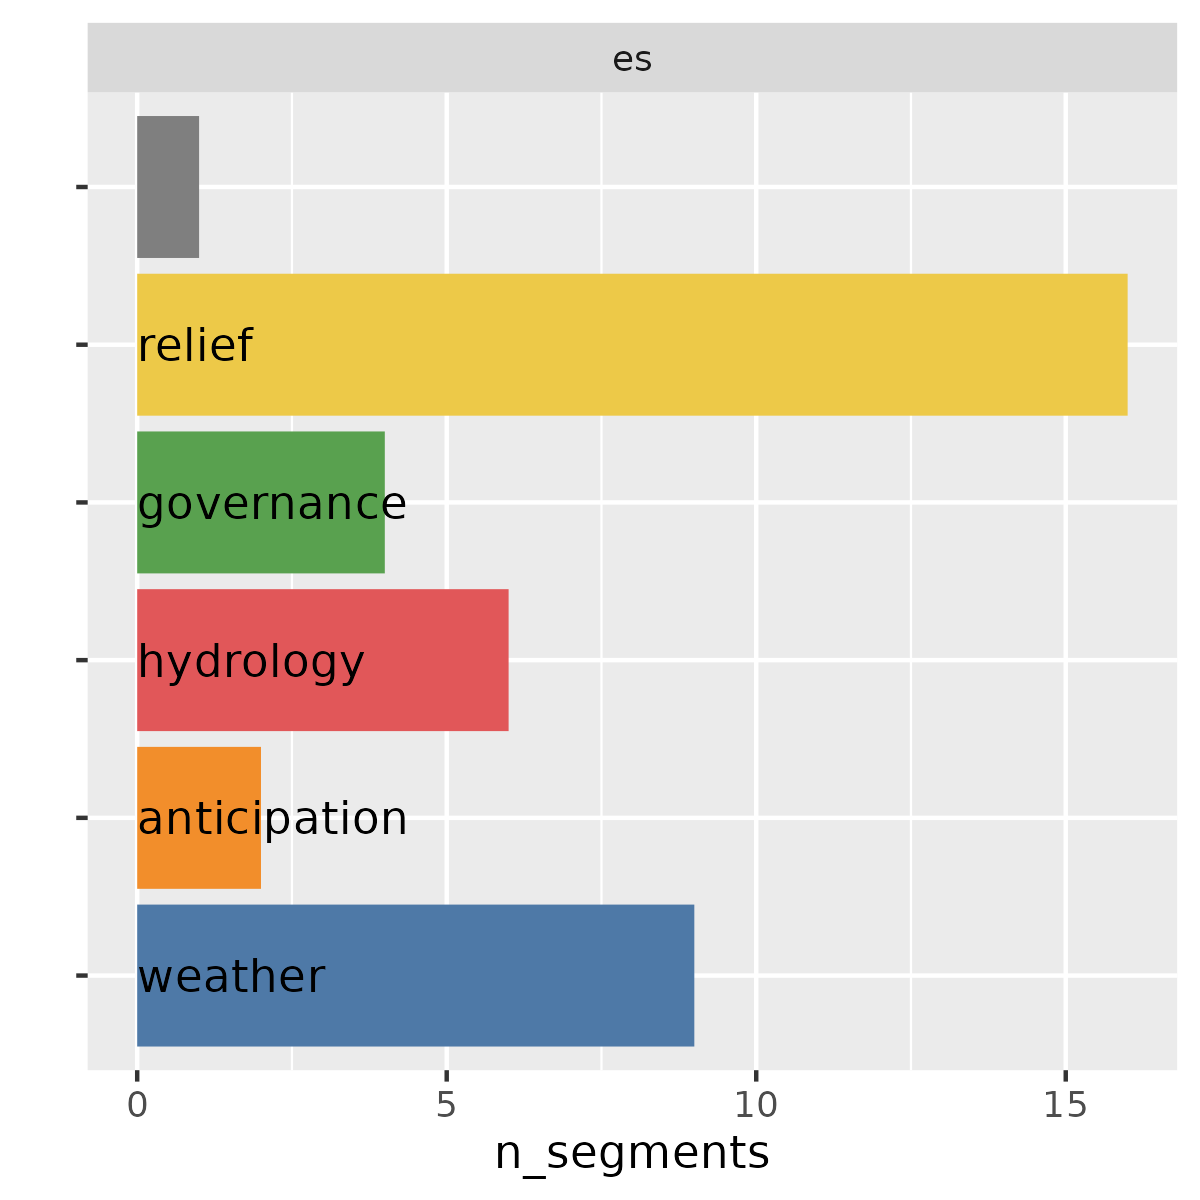 es
relief
governance
hydrology
anticipation
weather
0 5 10 15
n_segments